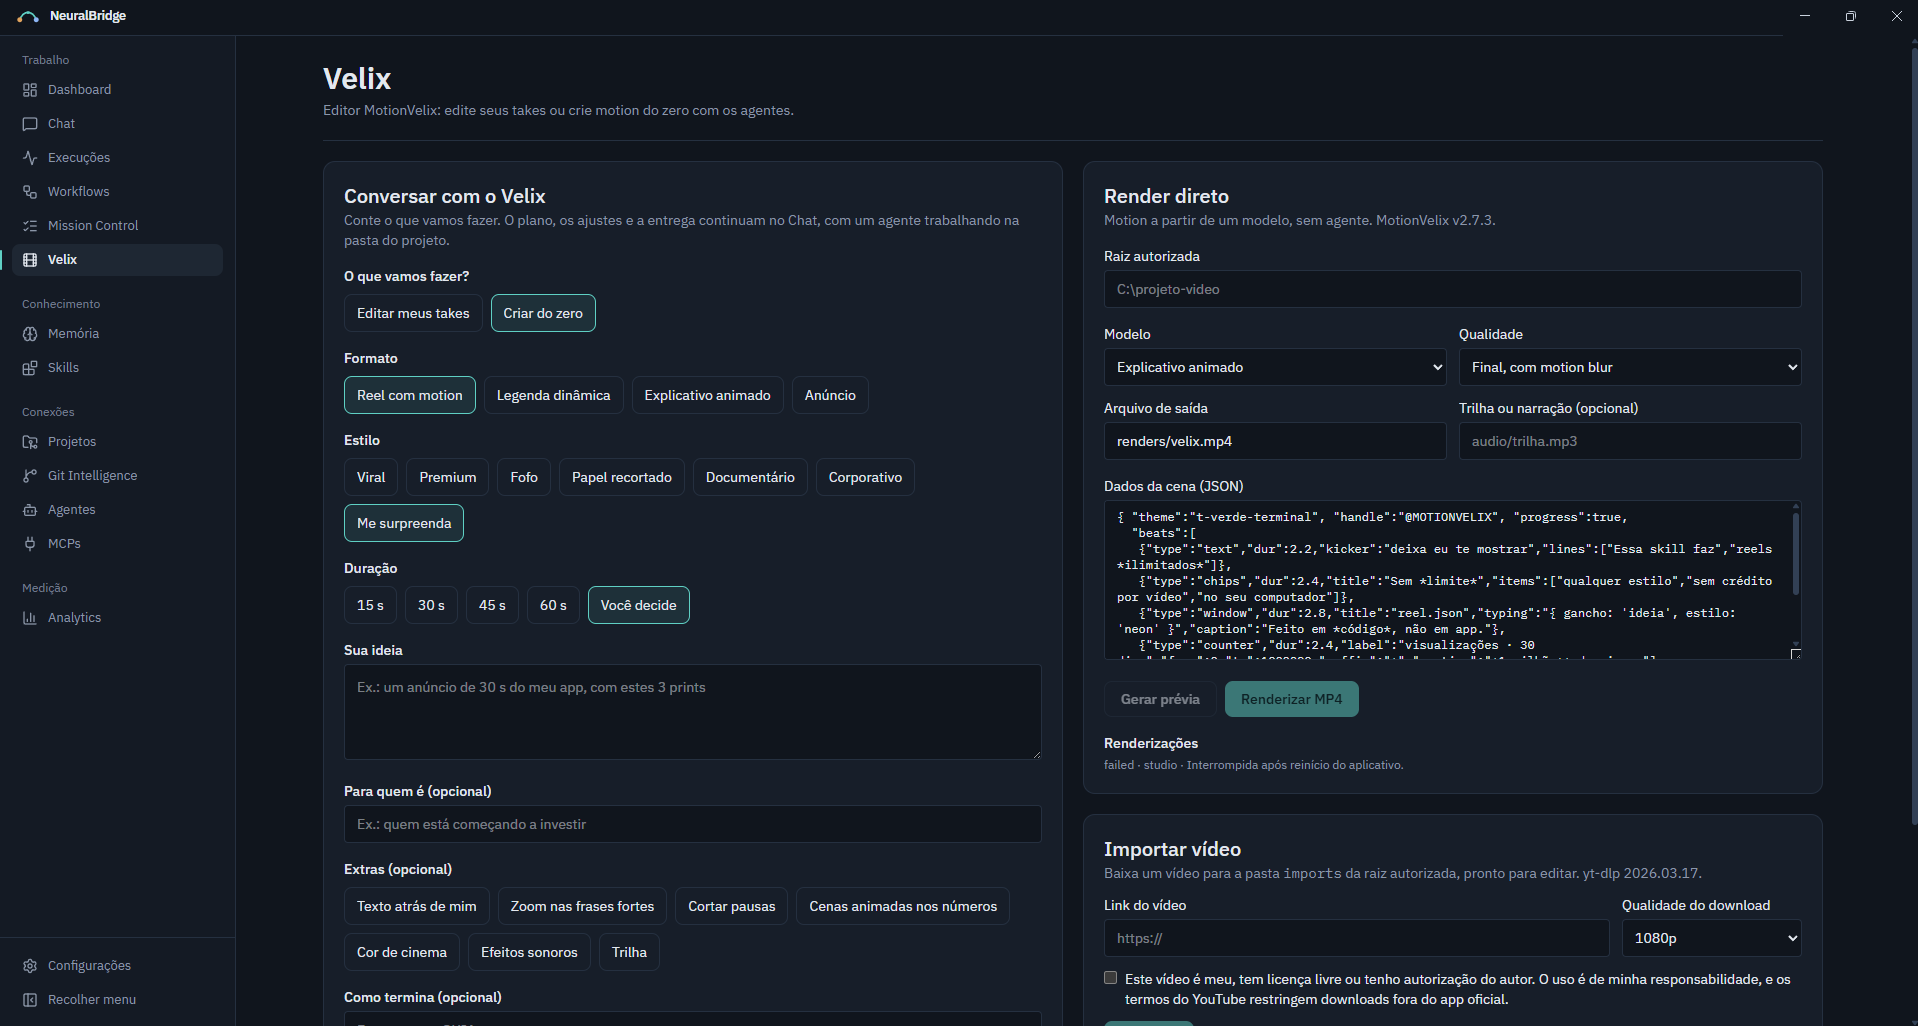 NeuralBridge
Trabalho
Dashboard
Chat
Execuções
Workflows
Mission Control
Velix
Conhecimento
Memória
Skills
Conexões
Projetos
Git Intelligence
Agentes
MCPs
Medição
Analytics
Configurações
Recolher menu
Velix
Editor MotionVelix: edite seus takes ou crie motion do zero com os agentes.
Conversar com o Velix
Conte o que vamos fazer. O plano, os ajustes e a entrega continuam no Chat, com um agente trabalhando na
pasta do projeto.
O que vamos fazer?
Editar meus takes
Criar do zero
Formato
Reel com motion
Legenda dinâmica
Explicativo animado
Anúncio
Estilo
Viral
Premium
Fofo
Papel recortado
Documentário
Corporativo
Me surpreenda
Duração
15 s
30 s
45 s
60 s
Você decide
Sua ideia
Ex.: um anúncio de 30 s do meu app, com estes 3 prints
Para quem é (opcional)
Ex.: quem está começando a investir
Extras (opcional)
Texto atrás de mim
Zoom nas frases fortes
Cortar pausas
Cenas animadas nos números
Cor de cinema
Efeitos sonoros
Trilha
Como termina (opcional)
Render direto
Motion a partir de um modelo, sem agente. MotionVelix v2.7.3.
Raiz autorizada
C:\projeto-video
Modelo
Qualidade
Explicativo animado
Final, com motion blur
Arquivo de saída
Trilha ou narração (opcional)
renders/velix.mp4
audio/trilha.mp3
Dados da cena (JSON)
{ "theme":"t-verde-terminal", "handle":"@MOTIONVELIX", "progress":true,
"beats":[
{"type":"text","dur":2.2,"kicker":"deixa eu te mostrar","lines":["Essa skill faz","reels
*ilimitados*"]},
{"type":"chips","dur":2.4,"title":"Sem *limite*","items":["qualquer estilo","sem crédito
por vídeo","no seu computador"]},
{"type":"window","dur":2.8,"title":"reel.json","typing":"{ gancho: 'ideia', estilo:
'neon' }","caption":"Feito em *código*, não em app."},
{"type":"counter","dur":2.4,"label":"visualizações · 30
Gerar prévia
Renderizar MP4
Renderizações
failed · studio · Interrompida após reinício do aplicativo.
Importar vídeo
Baixa um vídeo para a pasta imports da raiz autorizada, pronto para editar. yt-dlp 2026.03.17.
Link do vídeo
Qualidade do download
https://
1080p
Este vídeo é meu, tem licença livre ou tenho autorização do autor. O uso é de minha responsabilidade, e os
termos do YouTube restringem downloads fora do app oficial.